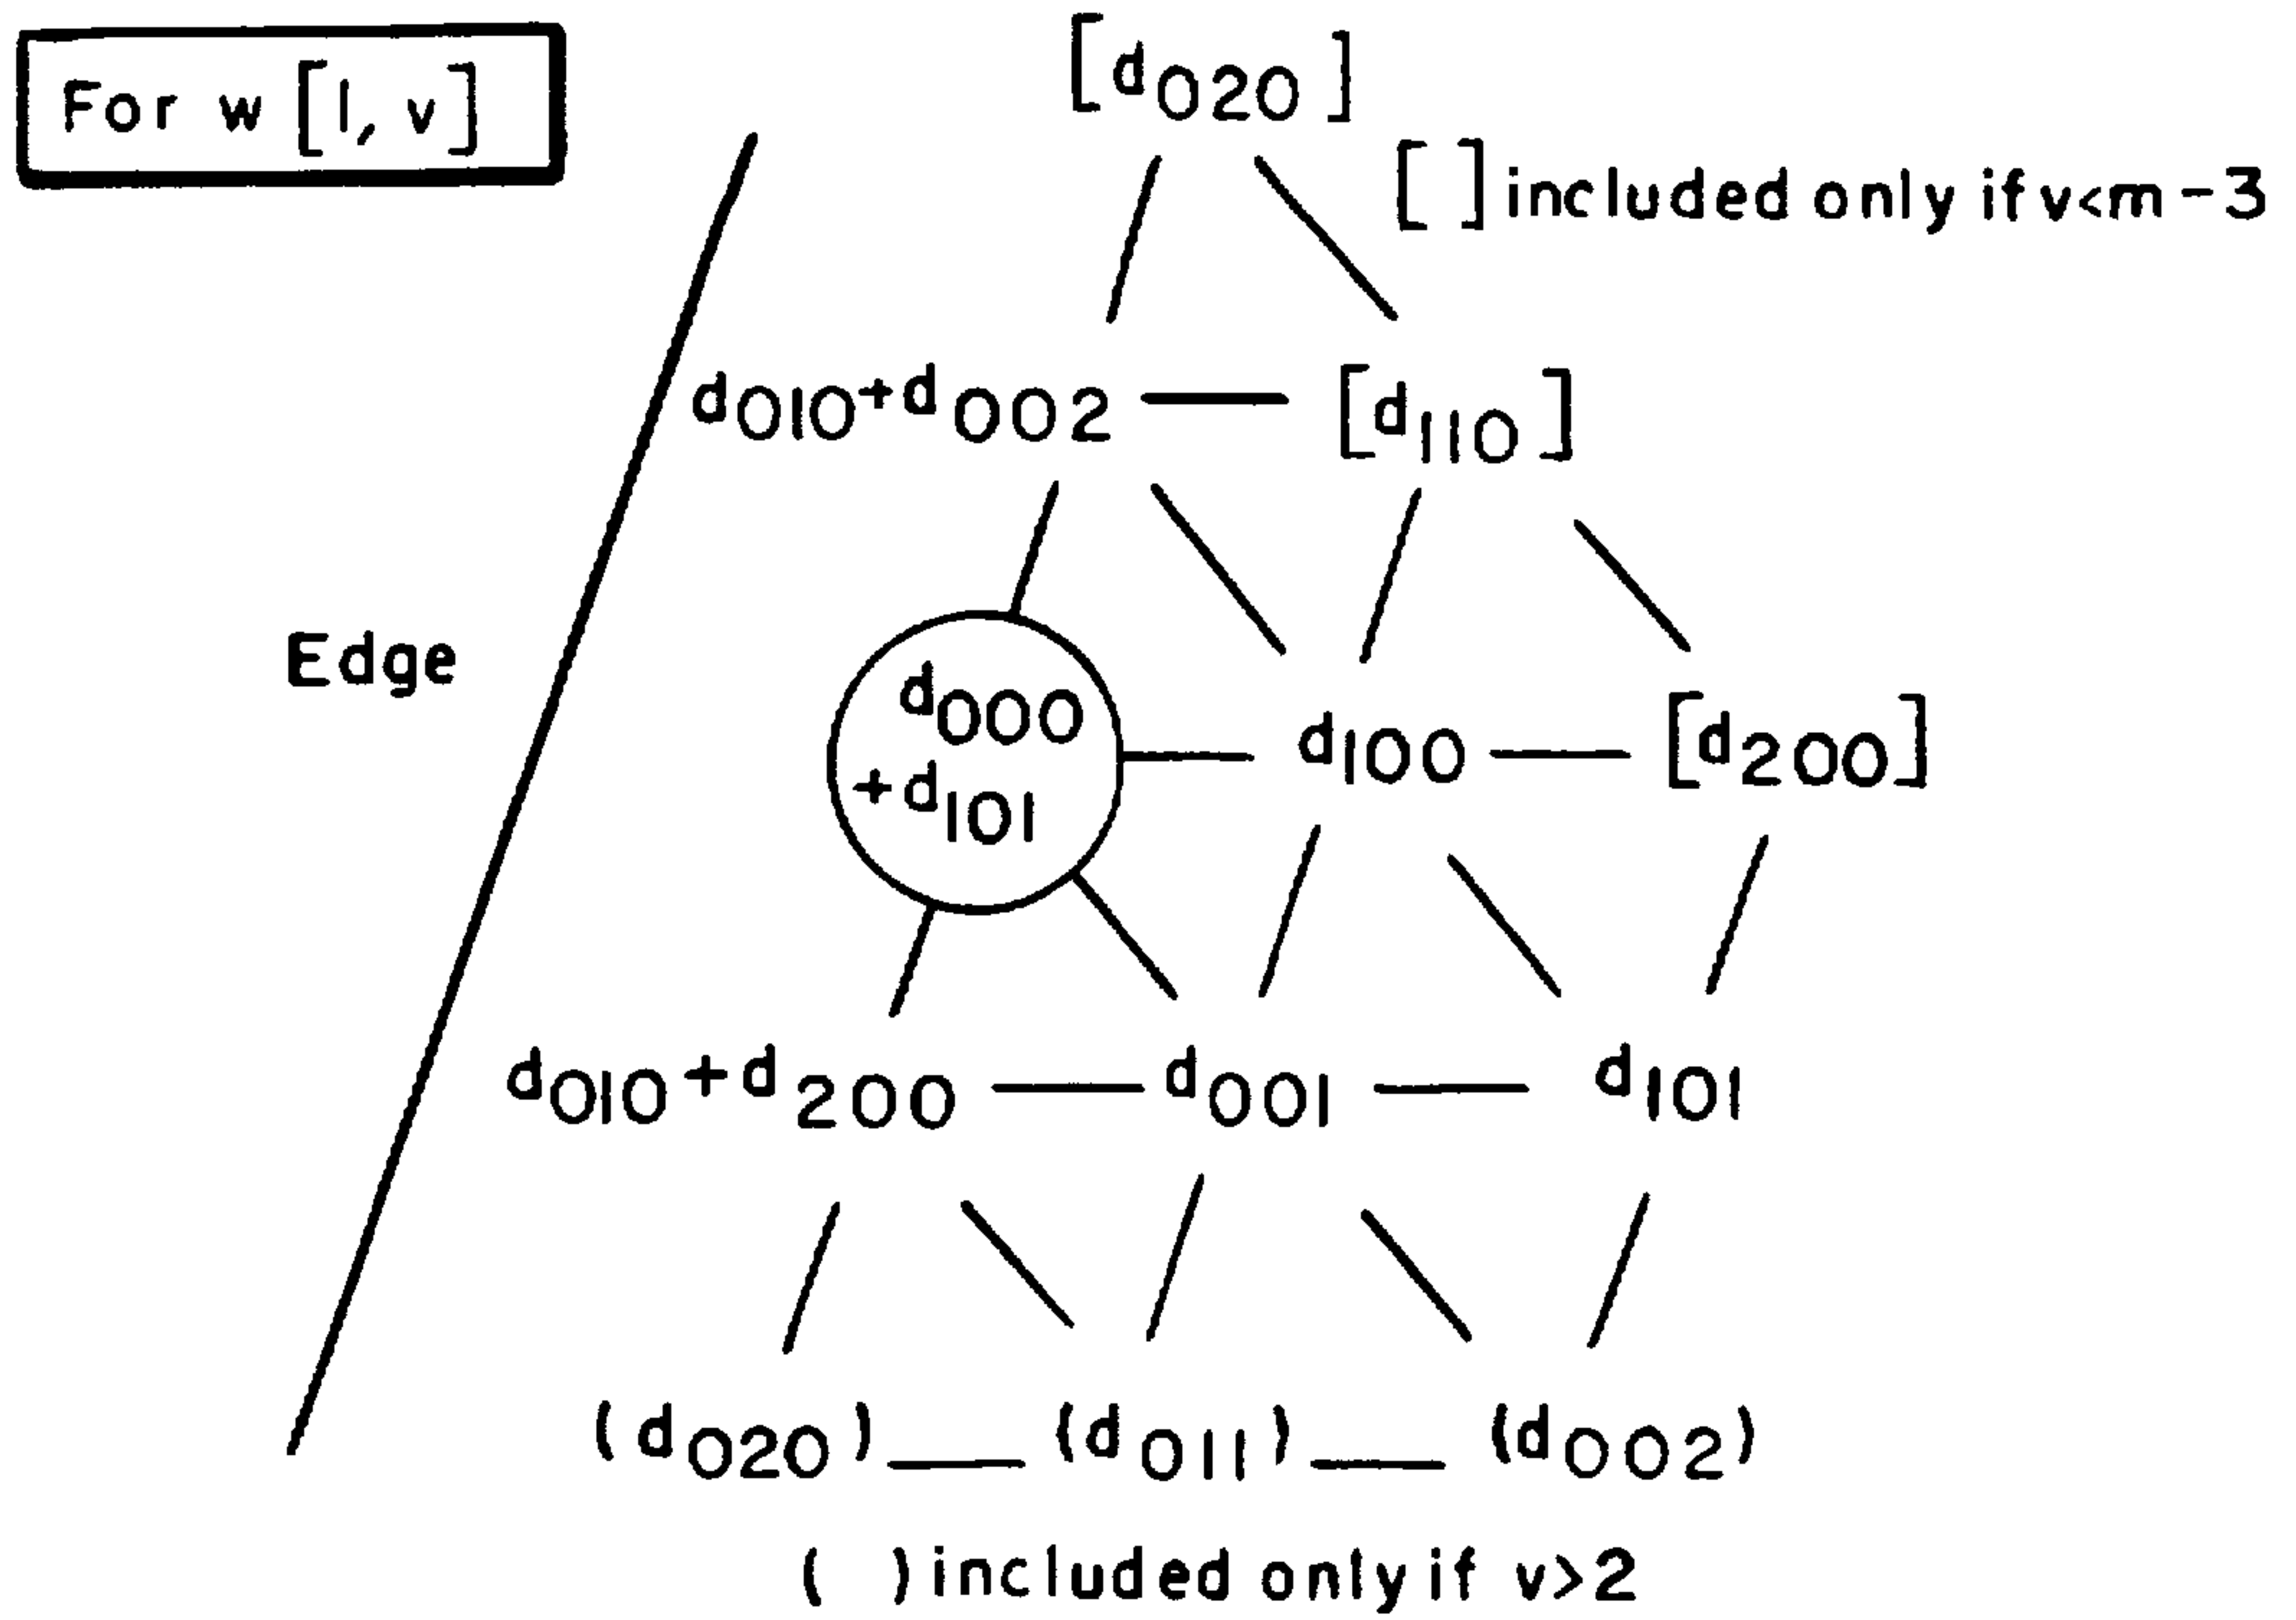 For w [1, v]
[d020]
[ ] included only if v<m-3
d010+d002 [d110]
Edge
d000 d100 [d200]
+d101
d010+d200 d001 d101
(d020) (d011) (d002)
( ) included only if v>2